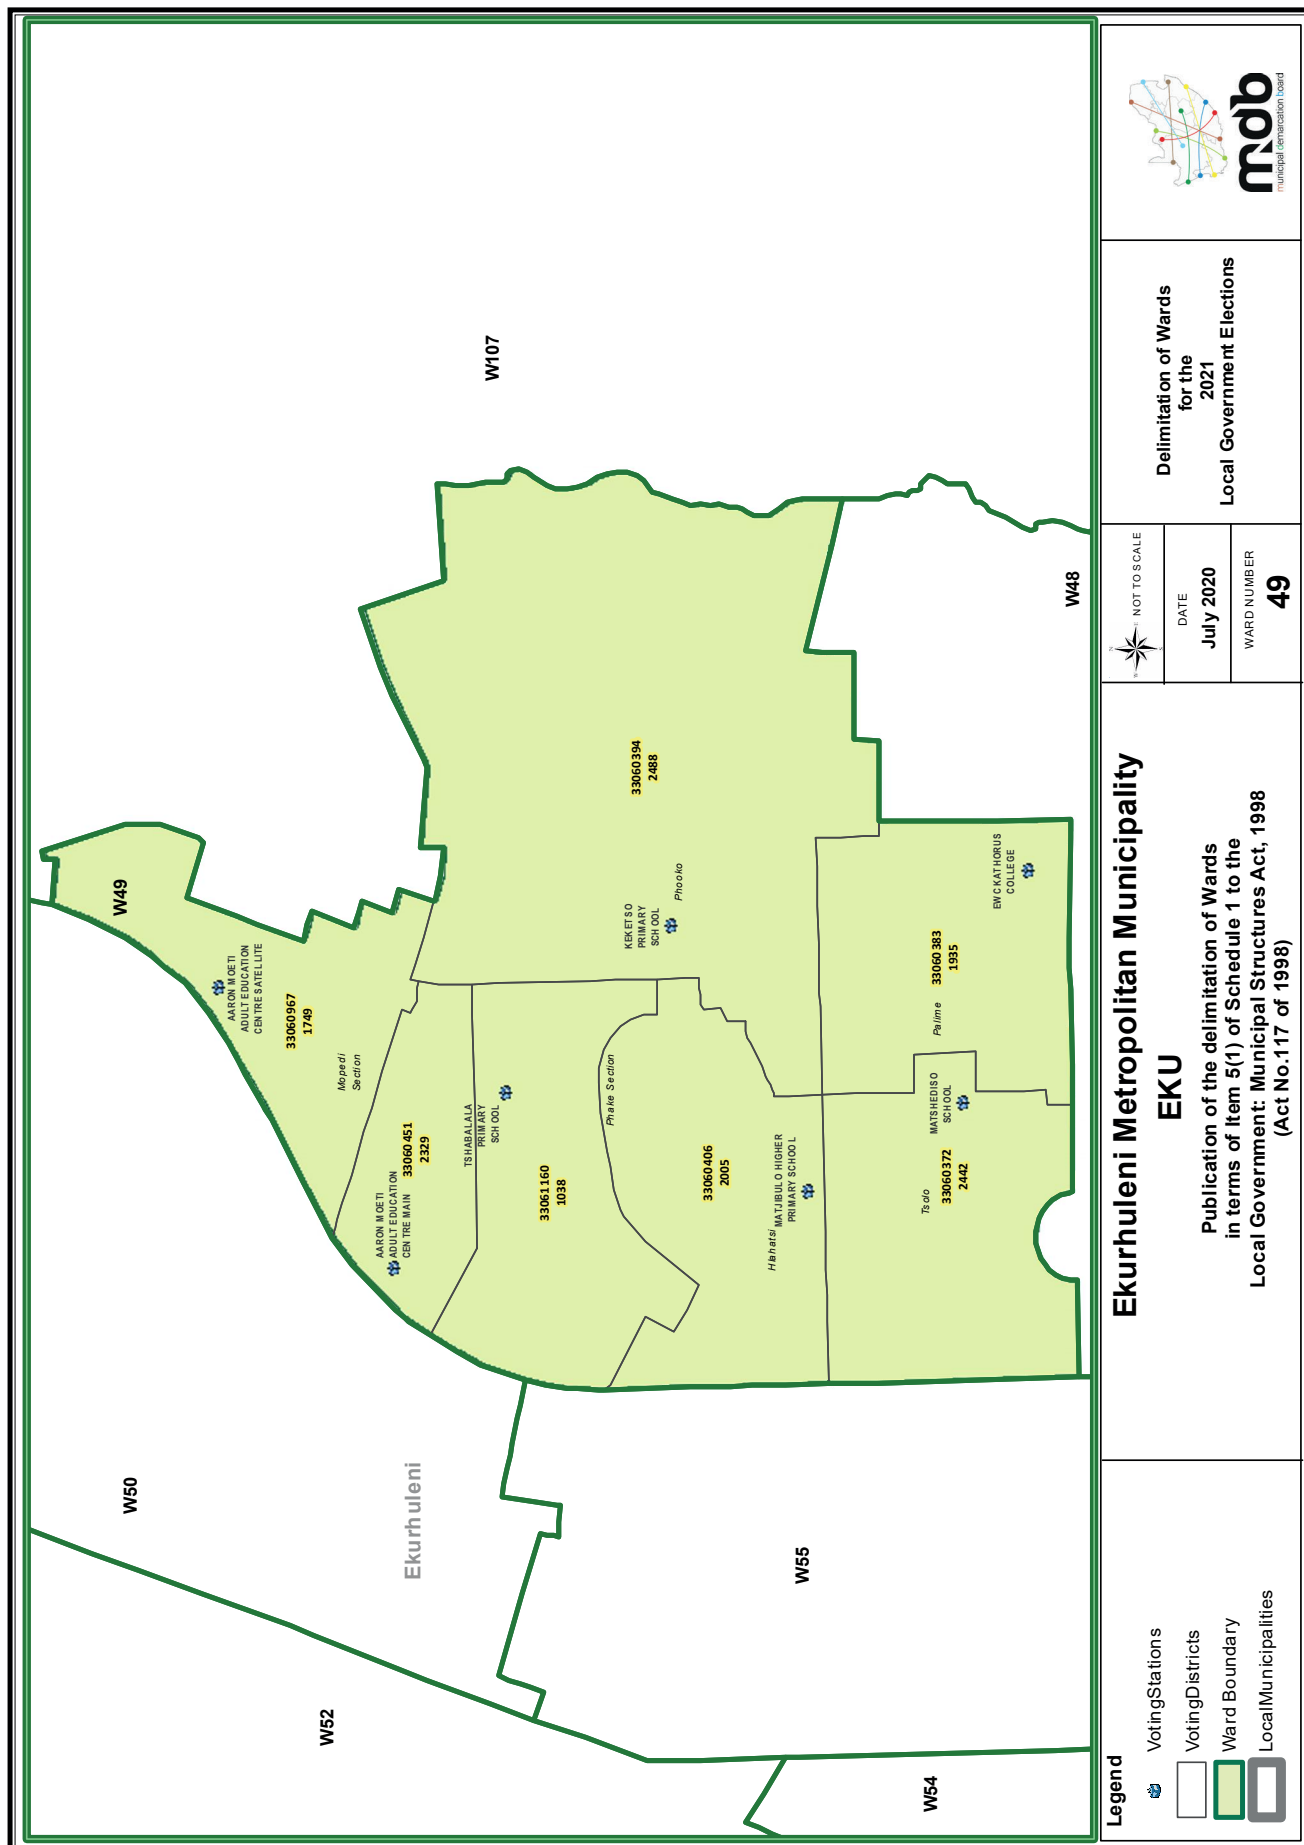 W50
W49
W107
W52
Ekurhuleni
W55
W54
W48
AARON MOETI
ADULT EDUCATION
CENTRE SATELLITE
33060967
1749
Mopedi
Section
AARON MOETI
ADULT EDUCATION
CENTRE MAIN
33060451
2329
TSHABALALA
PRIMARY
SCHOOL
33061160
1038
Phake Section
33060406
2005
KEKETSO
PRIMARY
SCHOOL
Phooko
33060394
2488
Hlahatsi
MATJIBULO HIGHER
PRIMARY SCHOOL
Tsolo
33060372
2442
MATSHEDISO
SCHOOL
Palime
33060383
1935
EWC KATHORUS
COLLEGE
Legend
VotingStations
VotingDistricts
Ward Boundary
LocalMunicipalities
Ekurhuleni Metropolitan Municipality
EKU
Publication of the delimitation of Wards
in terms of Item 5(1) of Schedule 1 to the
Local Government: Municipal Structures Act, 1998
(Act No.117 of 1998)
N
W
E
S
NOT TO SCALE
DATE
July 2020
WARD NUMBER
49
Delimitation of Wards
for the
2021
Local Government Elections
mdb
municipal demarcation board